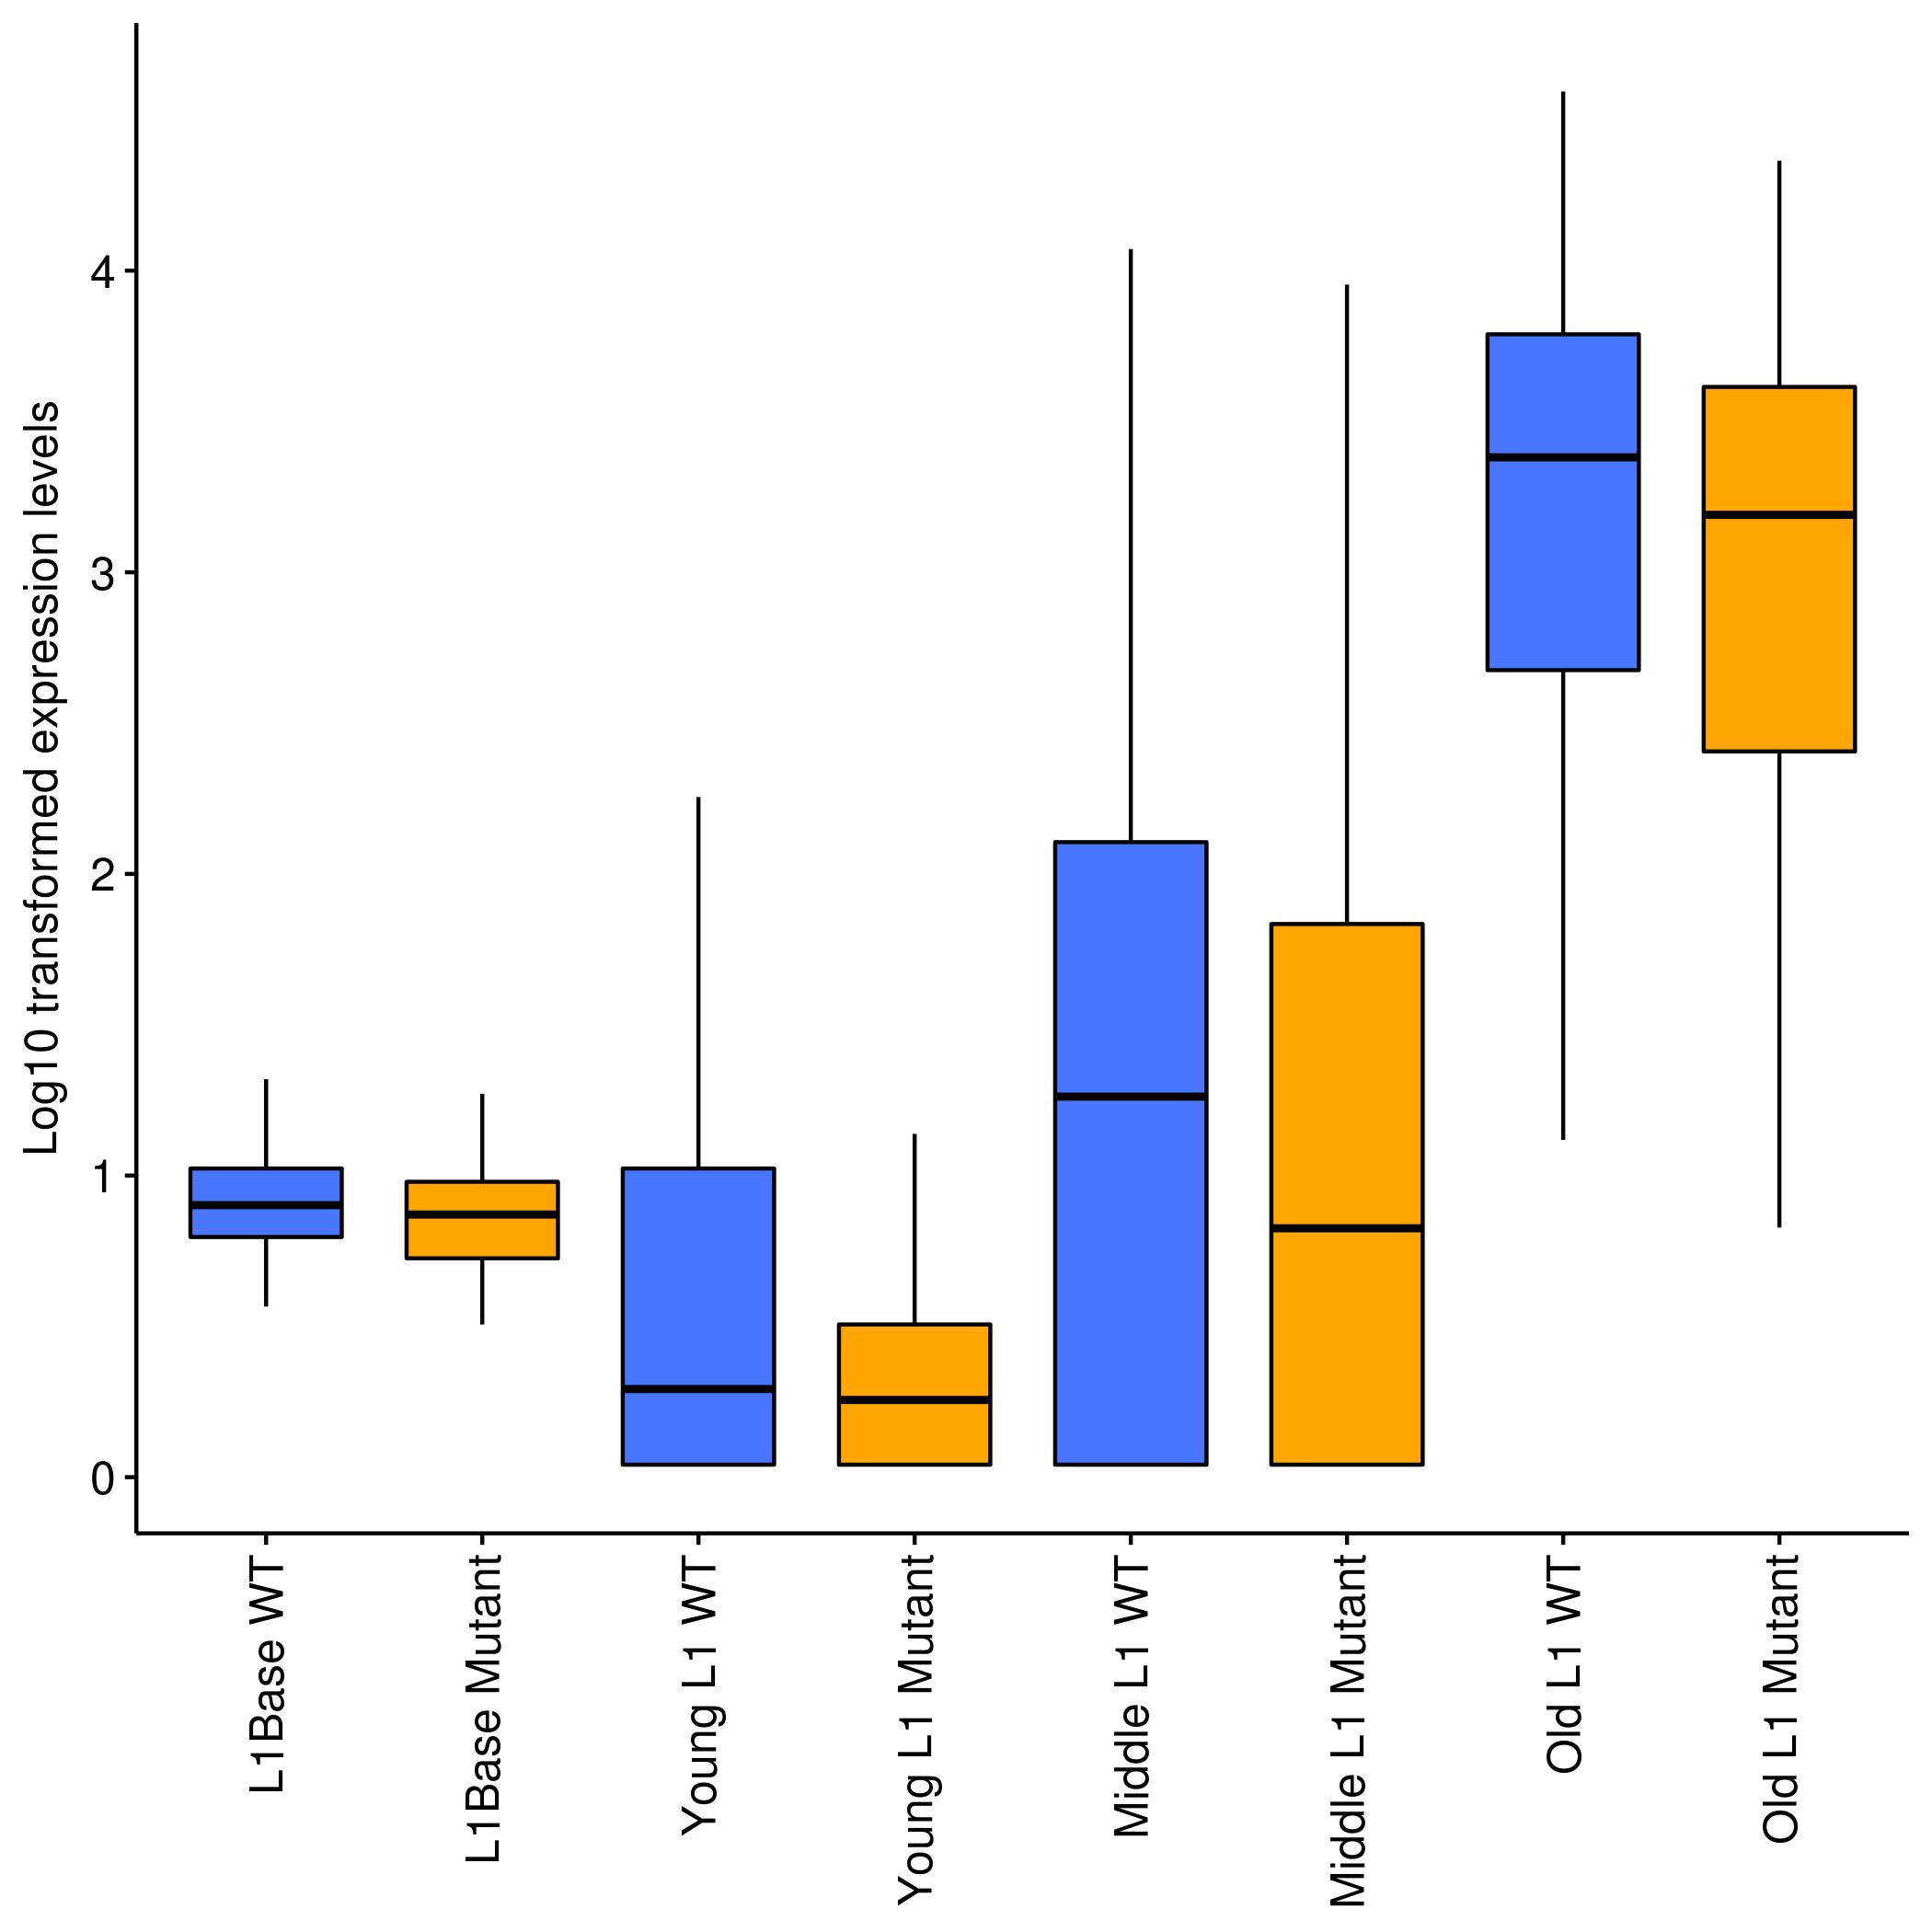 Log10 transformed expression levels
4
3
2
1
0
L1Base WT
L1Base Mutant
Young L1 WT
Young L1 Mutant
Middle L1 WT
Middle L1 Mutant
Old L1 WT
Old L1 Mutant